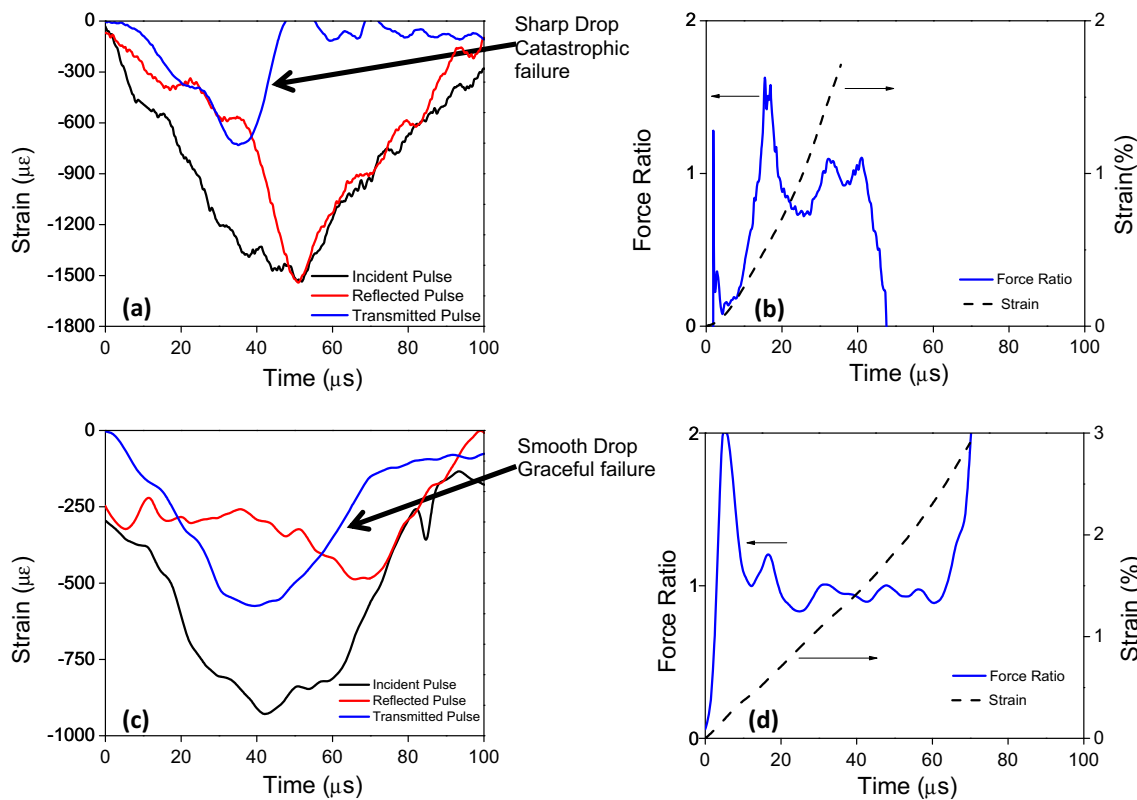 0
-300
-600
-900
-1200
-1500
-1800
Strain (με)
0 20 40 60 80 100
Time (μs)
(a)
Incident Pulse
Reflected Pulse
Transmitted Pulse
Sharp Drop
Catastrophic
failure
2
1
0
Force Ratio
0 20 40 60 80 100
Time (μs)
2
1
0
Strain(%)
(b)
Force Ratio
Strain
0
-250
-500
-750
-1000
Strain (με)
0 20 40 60 80 100
Time (μs)
(c)
Incident Pulse
Reflected Pulse
Transmitted Pulse
Smooth Drop
Graceful failure
2
1
0
Force Ratio
0 20 40 60 80 100
Time (μs)
3
2
1
0
Strain (%)
(d)
Force Ratio
Strain